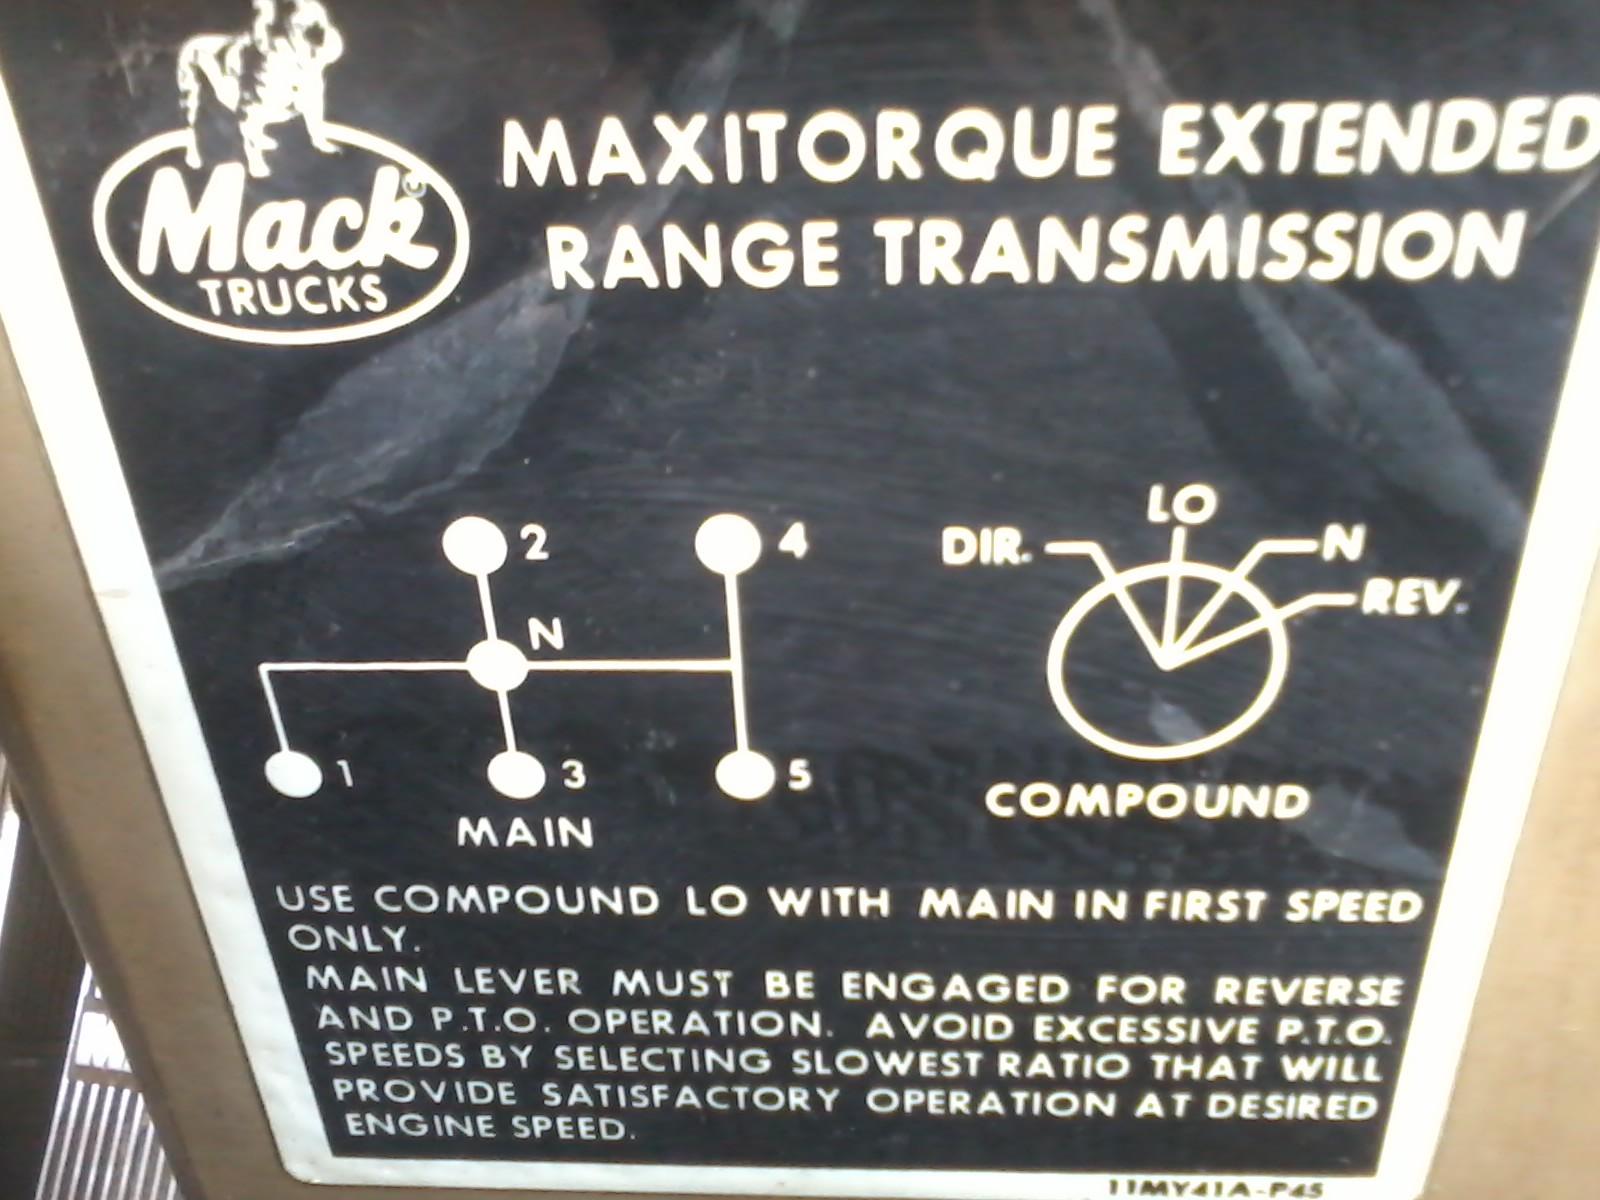 Mack
TRUCKS
MAXITORQUE EXTENDED
RANGE TRANSMISSION
2
4
N
1
3
5
MAIN
LO
DIR.
N
REV.
COMPOUND
USE COMPOUND LO WITH MAIN IN FIRST SPEED
ONLY.
MAIN LEVER MUST BE ENGAGED FOR REVERSE
AND P.T.O. OPERATION. AVOID EXCESSIVE P.T.O.
SPEEDS BY SELECTING SLOWEST RATIO THAT WILL
PROVIDE SATISFACTORY OPERATION AT DESIRED
ENGINE SPEED.
11MY41A-P45